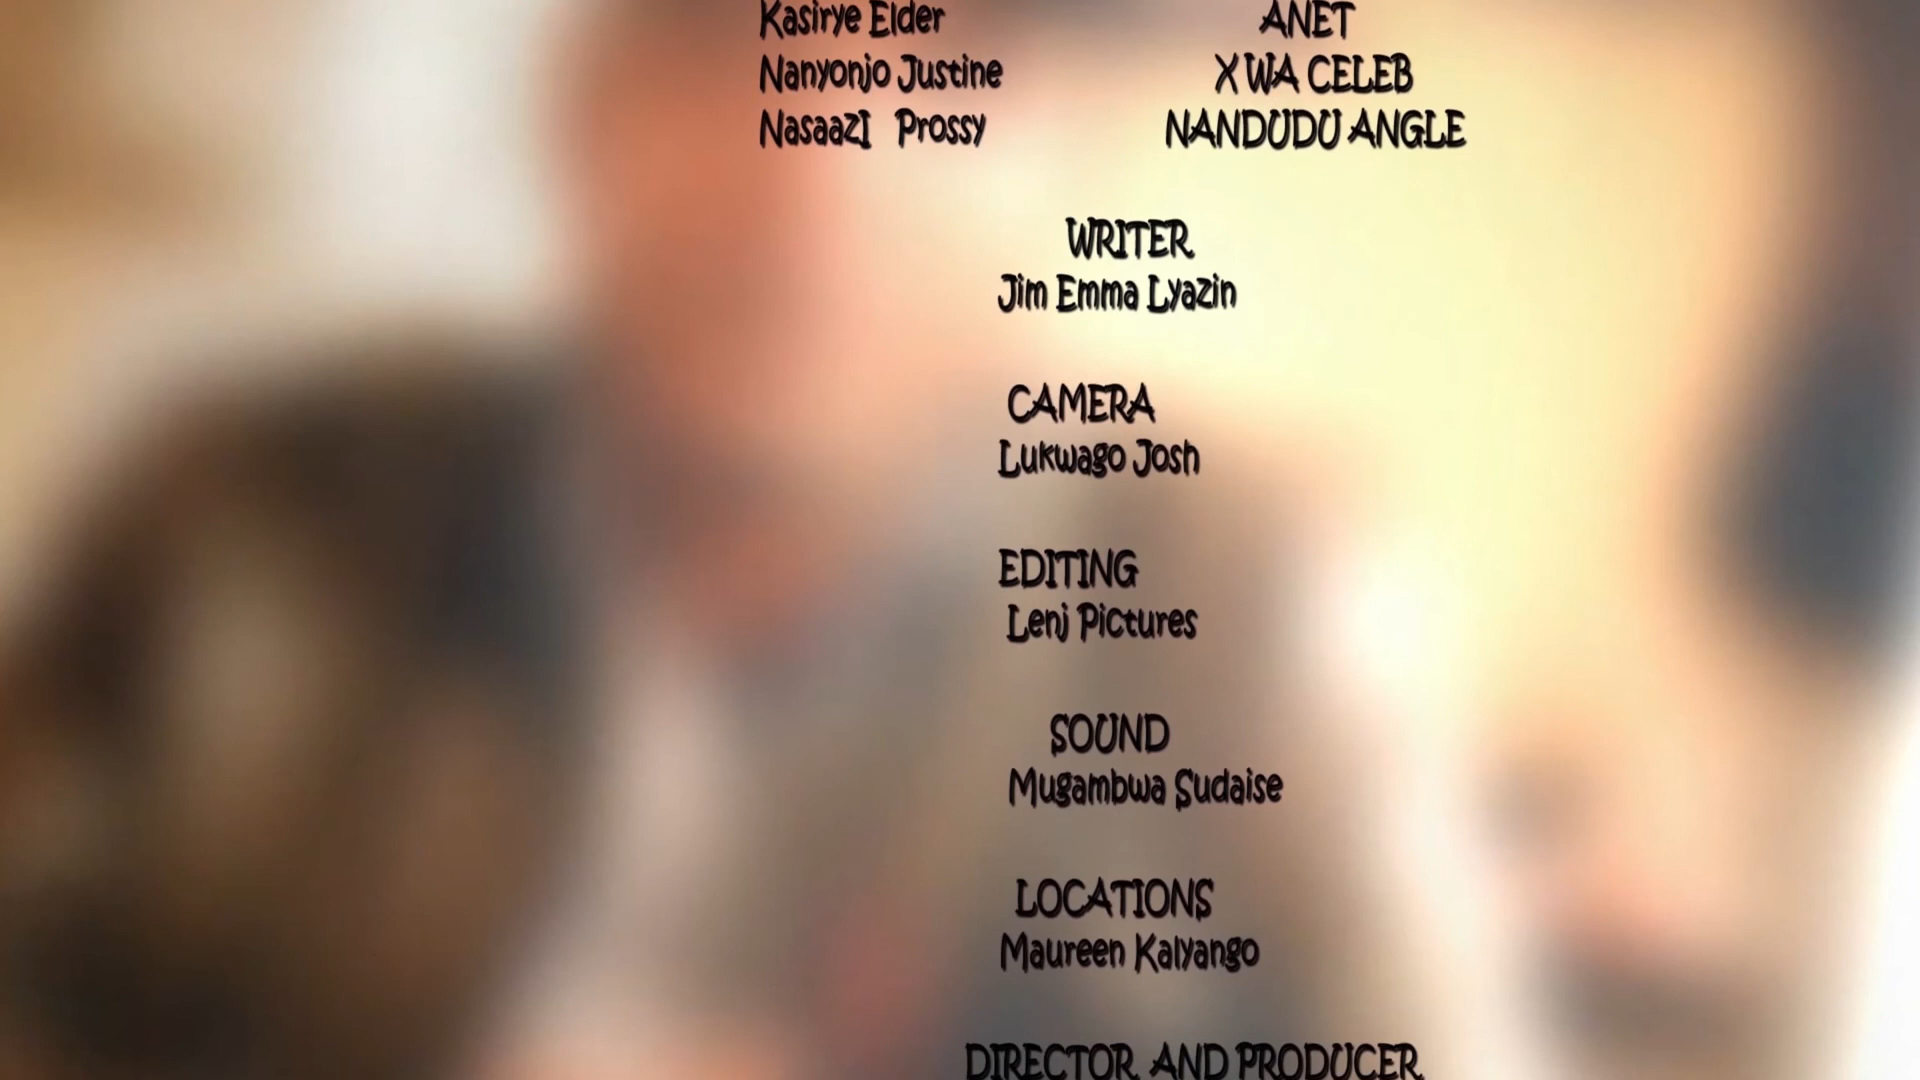 Kasirye Elder ANET
Nanyonjo Justine X WA CELEB
NasaazI Prossy NANDUDU ANGLE
WRITER
Jim Emma Lyazin
CAMERA
Lukwago Josh
EDITING
Lenj Pictures
SOUND
Mugambwa Sudaise
LOCATIONS
Maureen Kalyango
DIRECTOR AND PRODUCER